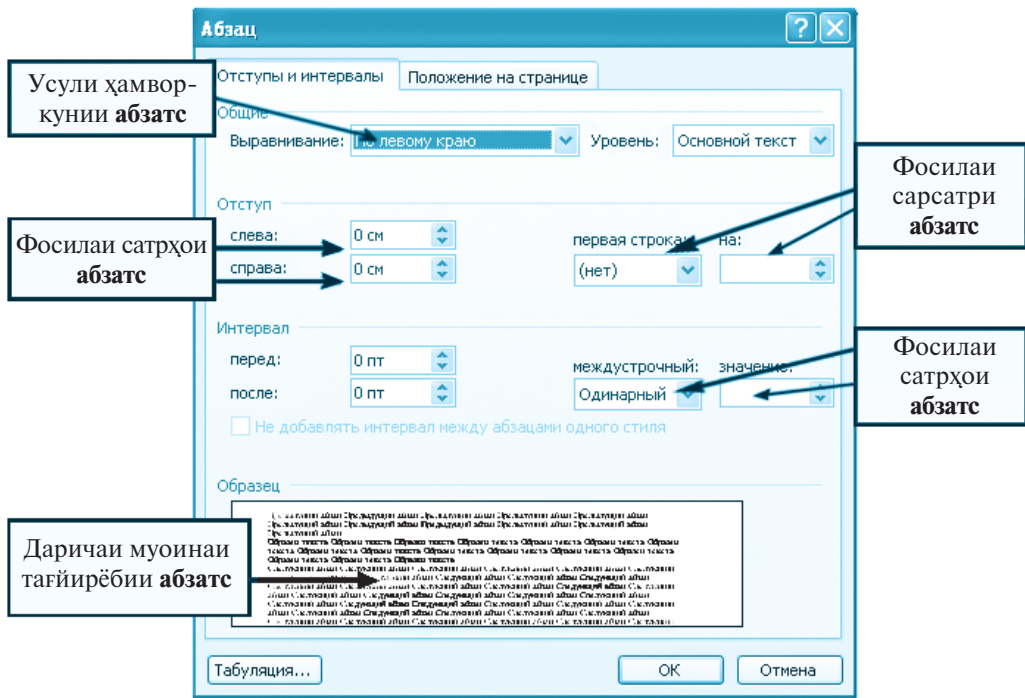 Абзац
Отступы и интервалы
Положение на странице
Усули ҳамвор-
кунии абзатс
Общие
Выравнивание: По левому краю
Уровень: Основной текст
Фосилаи
сарсатри
абзатс
Отступ
Фосилаи сатрҳои
абзатс
слева: 0 см
справа: 0 см
первая строка: на:
(нет)
Интервал
перед: 0 пт
после: 0 пт
междустрочный: значение:
Одинарный
Фосилаи
сатрҳои
абзатс
Не добавлять интервал между абзацами одного стиля
Образец
Даричаи муоинаи
тағйирёбии абзатс
Табуляция...
ОК
Отмена